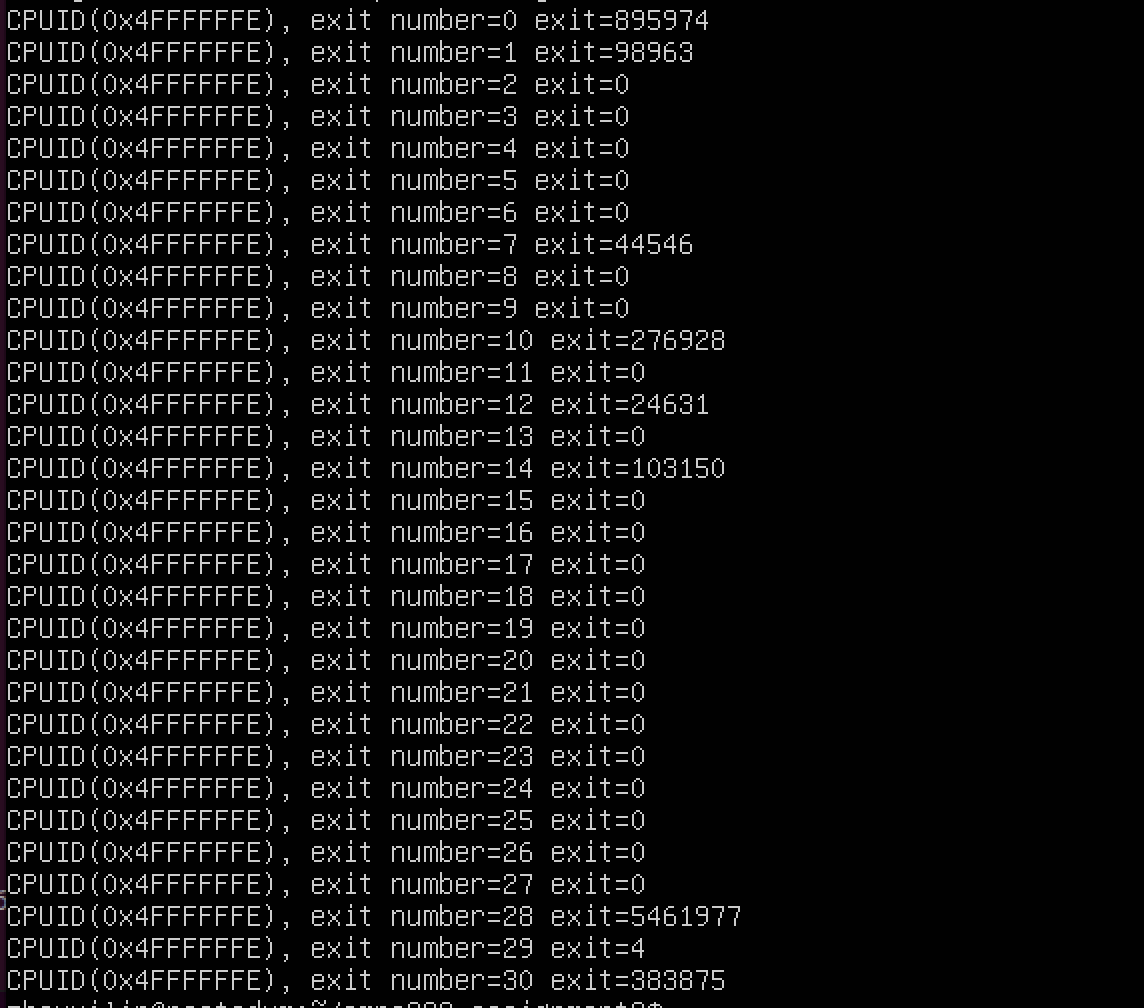 CPUID(0x4FFFFFFE), exit number=0 exit=895974
CPUID(0x4FFFFFFE), exit number=1 exit=98963
CPUID(0x4FFFFFFE), exit number=2 exit=0
CPUID(0x4FFFFFFE), exit number=3 exit=0
CPUID(0x4FFFFFFE), exit number=4 exit=0
CPUID(0x4FFFFFFE), exit number=5 exit=0
CPUID(0x4FFFFFFE), exit number=6 exit=0
CPUID(0x4FFFFFFE), exit number=7 exit=44546
CPUID(0x4FFFFFFE), exit number=8 exit=0
CPUID(0x4FFFFFFE), exit number=9 exit=0
CPUID(0x4FFFFFFE), exit number=10 exit=276928
CPUID(0x4FFFFFFE), exit number=11 exit=0
CPUID(0x4FFFFFFE), exit number=12 exit=24631
CPUID(0x4FFFFFFE), exit number=13 exit=0
CPUID(0x4FFFFFFE), exit number=14 exit=103150
CPUID(0x4FFFFFFE), exit number=15 exit=0
CPUID(0x4FFFFFFE), exit number=16 exit=0
CPUID(0x4FFFFFFE), exit number=17 exit=0
CPUID(0x4FFFFFFE), exit number=18 exit=0
CPUID(0x4FFFFFFE), exit number=19 exit=0
CPUID(0x4FFFFFFE), exit number=20 exit=0
CPUID(0x4FFFFFFE), exit number=21 exit=0
CPUID(0x4FFFFFFE), exit number=22 exit=0
CPUID(0x4FFFFFFE), exit number=23 exit=0
CPUID(0x4FFFFFFE), exit number=24 exit=0
CPUID(0x4FFFFFFE), exit number=25 exit=0
CPUID(0x4FFFFFFE), exit number=26 exit=0
CPUID(0x4FFFFFFE), exit number=27 exit=0
CPUID(0x4FFFFFFE), exit number=28 exit=5461977
CPUID(0x4FFFFFFE), exit number=29 exit=4
CPUID(0x4FFFFFFE), exit number=30 exit=383875